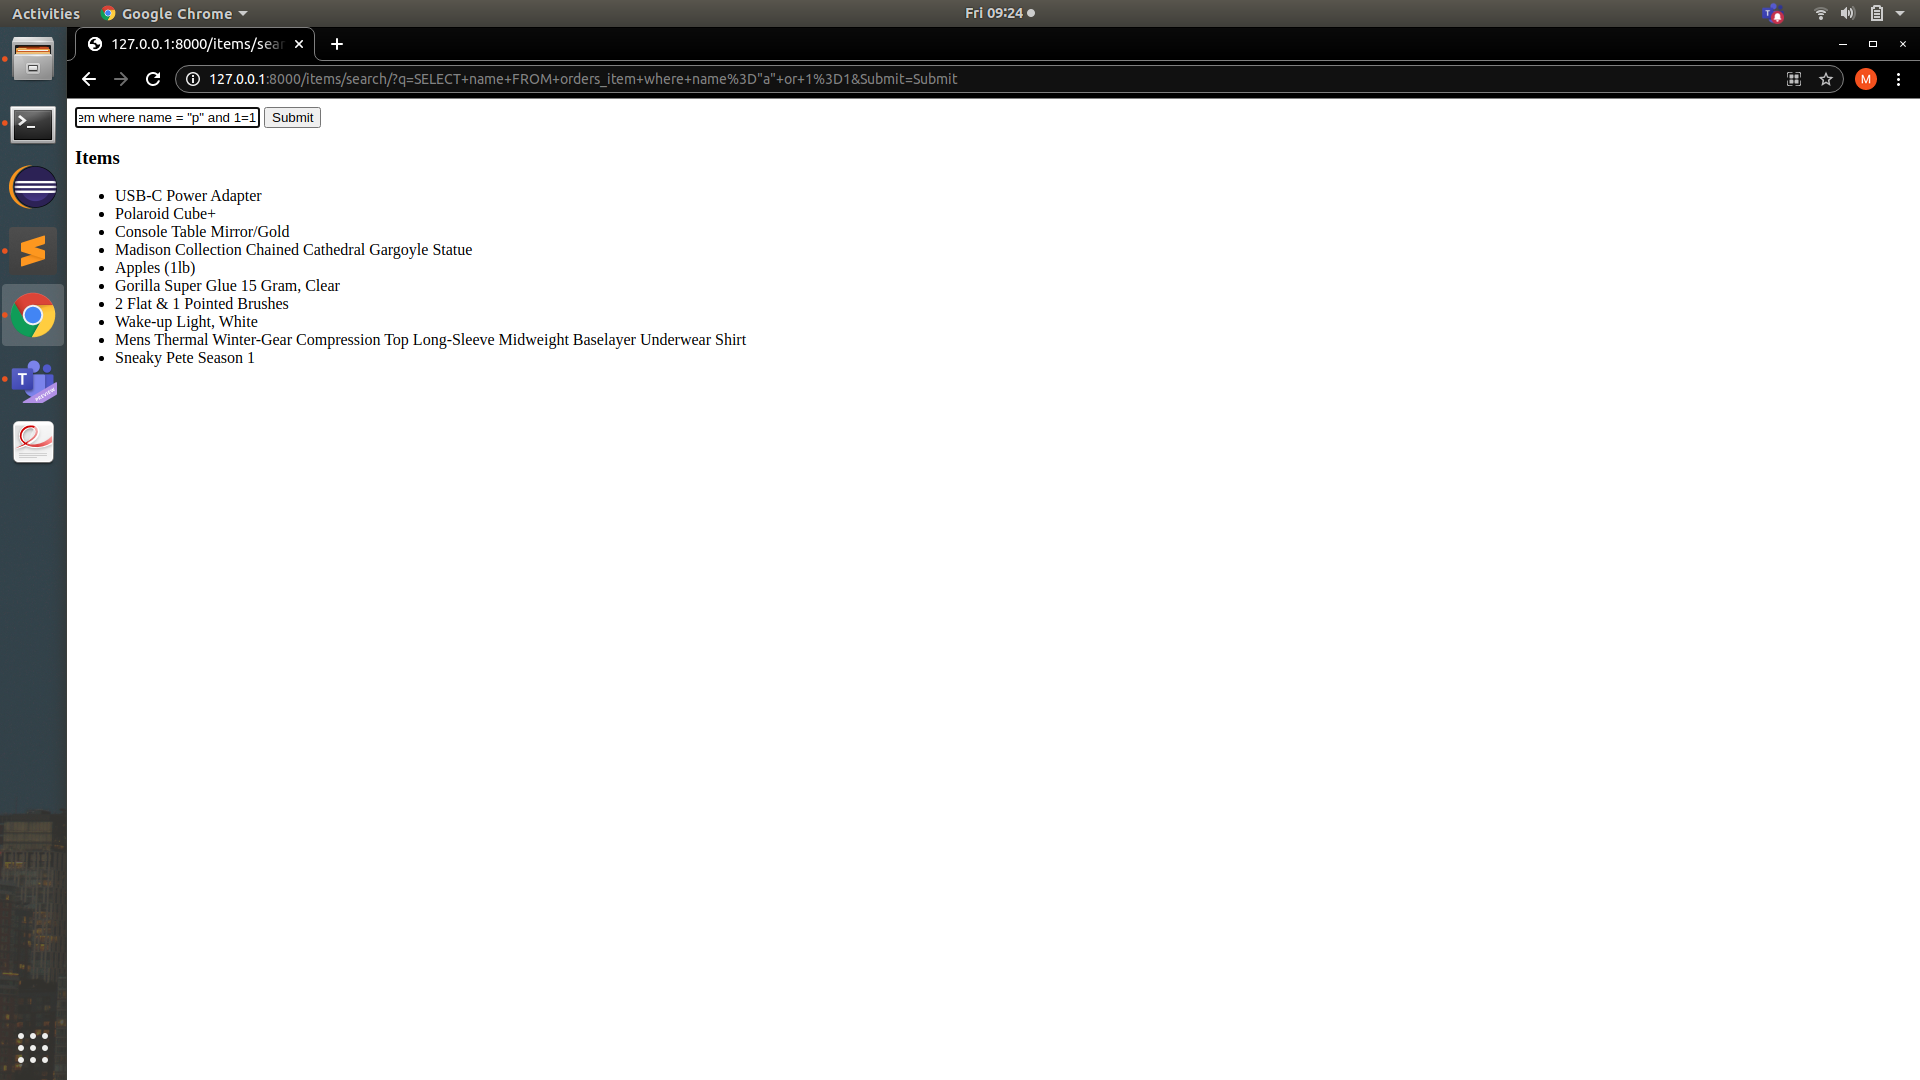 Activities Google Chrome Fri 09:24
127.0.0.1:8000/items/sear
127.0.0.1:8000/items/search/?q=SELECT+name+FROM+orders_item+where+name%3D"a"+or+1%3D1&Submit=Submit M
em where name = "p" and 1=1 Submit
Items
USB-C Power Adapter
Polaroid Cube+
Console Table Mirror/Gold
Madison Collection Chained Cathedral Gargoyle Statue
Apples (1lb)
Gorilla Super Glue 15 Gram, Clear
2 Flat & 1 Pointed Brushes
Wake-up Light, White
Mens Thermal Winter-Gear Compression Top Long-Sleeve Midweight Baselayer Underwear Shirt
Sneaky Pete Season 1
T
PREVIEW